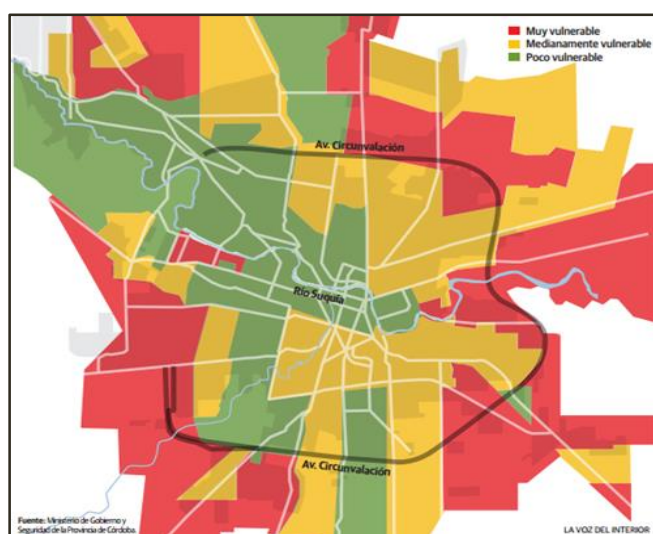 Muy vulnerable
Medianamente vulnerable
Poco vulnerable
Av. Circunvalación
Río Suquía
Av. Circunvalación
Fuente: Ministerio de Gobierno y
Seguridad de la Provincia de Córdoba.
LA VOZ DEL INTERIOR